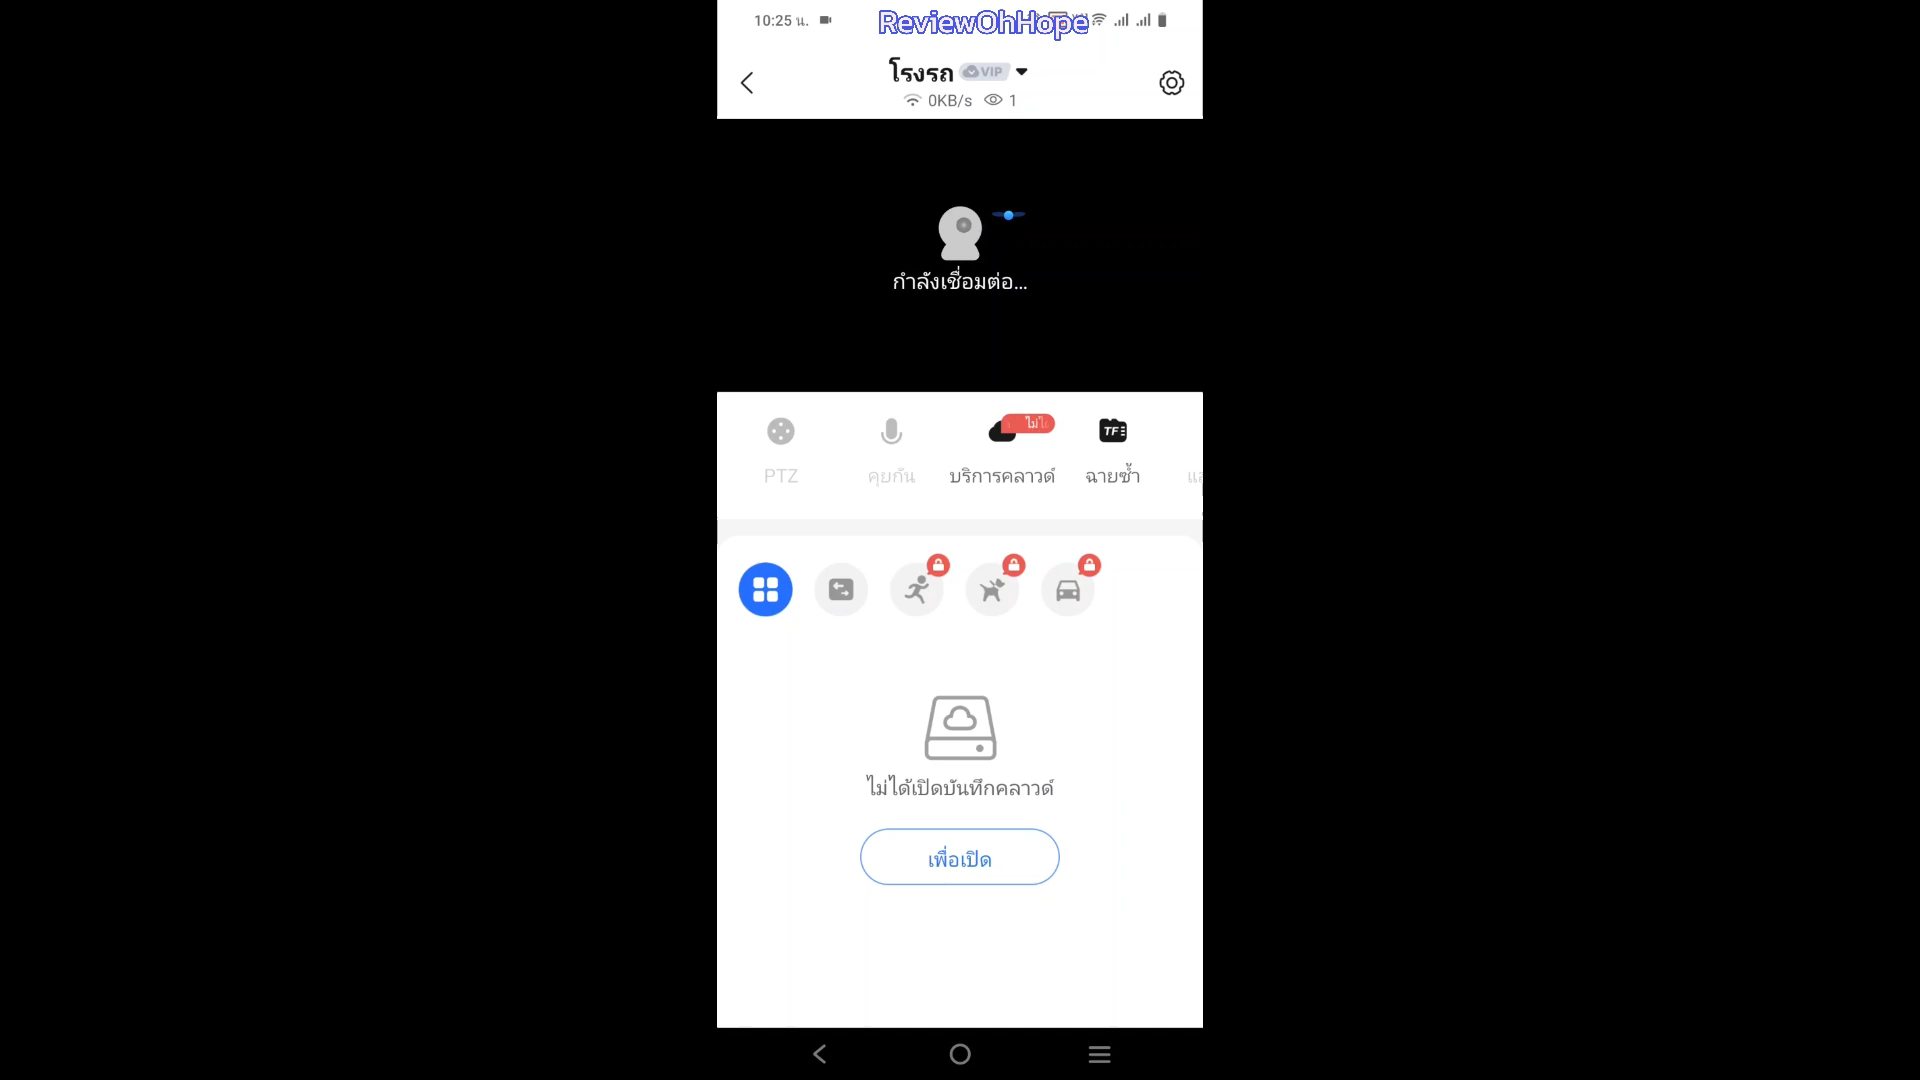 10:25 น.
ReviewOhHope
โรงรถ VIP
0KB/s 1
กำลังเชื่อมต่อ...
ไม่
TF
PTZ
คุยกัน
บริการคลาวด์
ฉายซ้ำ
ไม่ได้เปิดบันทึกคลาวด์
เพื่อเปิด